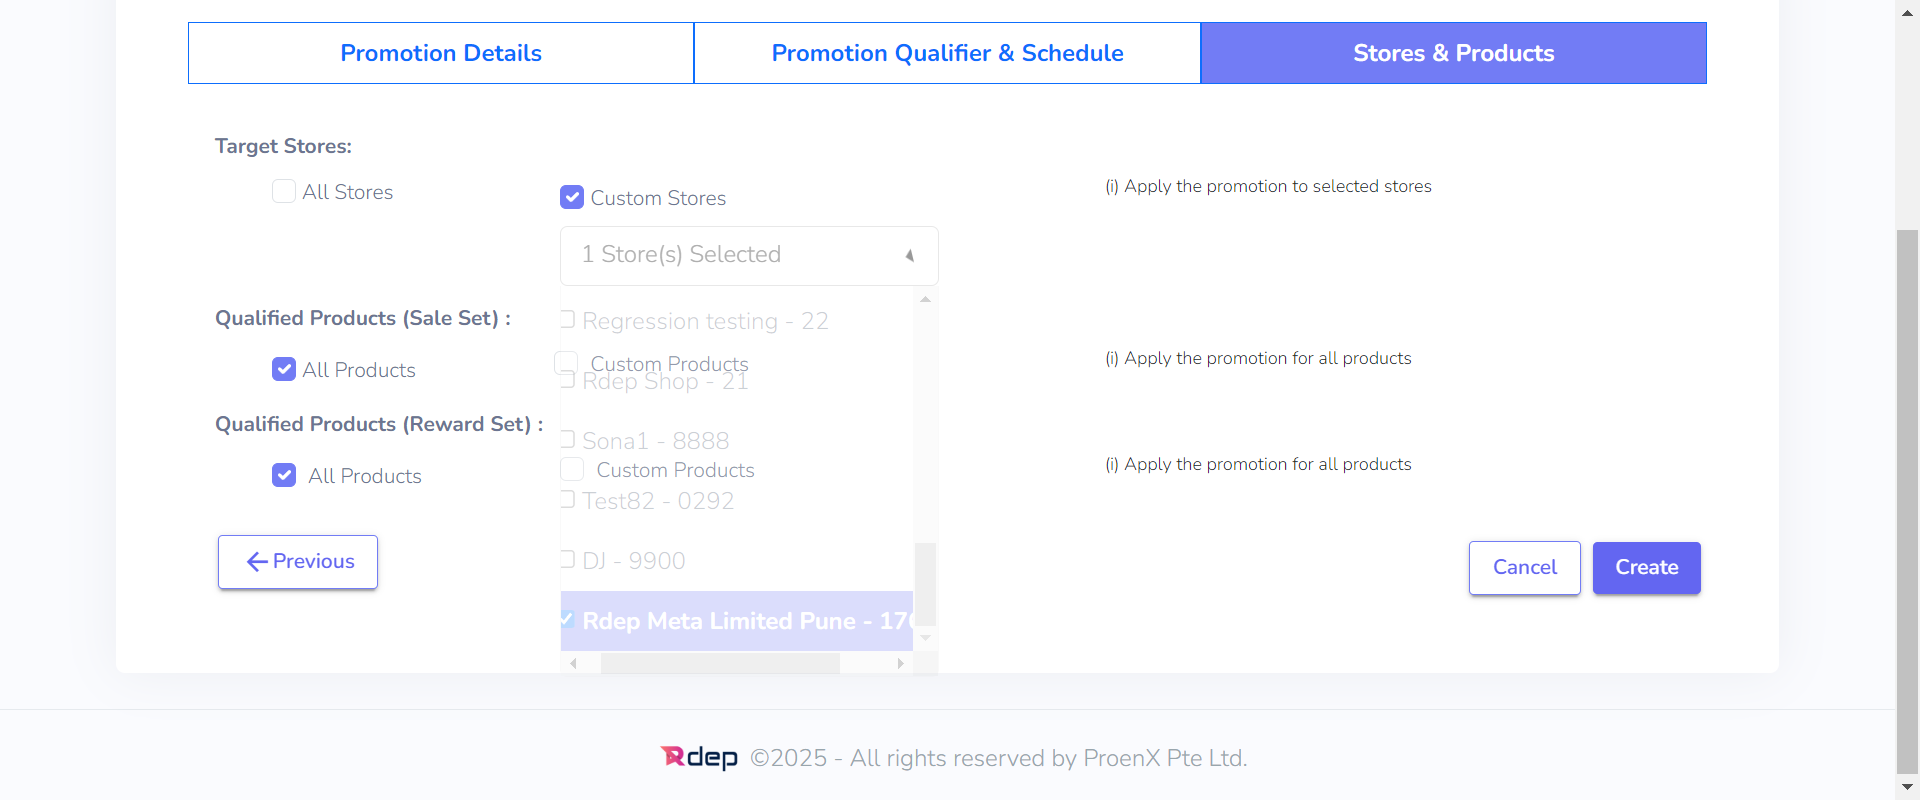 Promotion Details
Promotion Qualifier & Schedule
Stores & Products
Target Stores:
All Stores
Custom Stores
(i) Apply the promotion to selected stores
1 Store(s) Selected
Qualified Products (Sale Set) :
Regression testing - 22
All Products
Custom Products
(i) Apply the promotion for all products
Rdep Shop - 21
Qualified Products (Reward Set) :
Sona1 - 8888
All Products
Custom Products
(i) Apply the promotion for all products
Test82 - 0292
DJ - 9900
Previous
Cancel
Create
Rdep Meta Limited Pune -
Rdep ©2025 - All rights reserved by ProenX Pte Ltd.